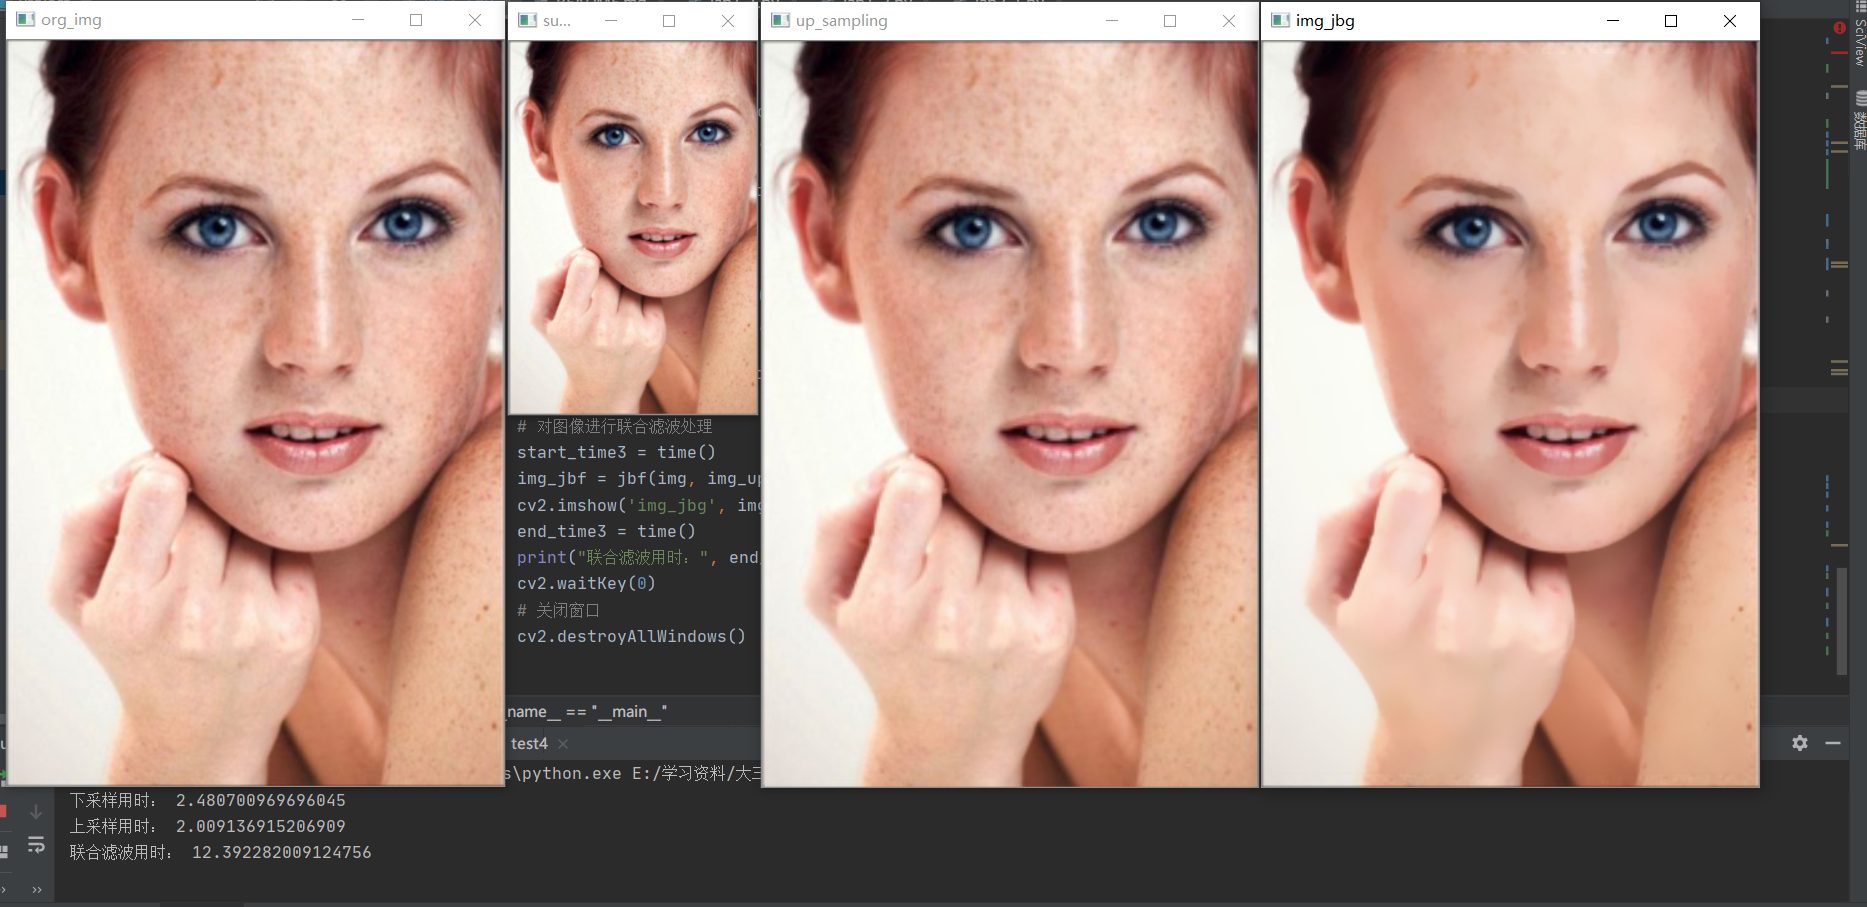 org_img
su...
up_sampling
img_jbg
SciView
数据库
# 对图像进行联合滤波处理
start_time3 = time()
img_jbf = jbf(img, img_up
cv2.imshow('img_jbg', img
end_time3 = time()
print("联合滤波用时: ", end
cv2.waitKey(0)
# 关闭窗口
cv2.destroyAllWindows()
_name__ == "__main__"
test4
s\python.exe E:/学习资料/大三
下采样用时: 2.480700969696045
上采样用时: 2.009136915206909
联合滤波用时: 12.392282009124756